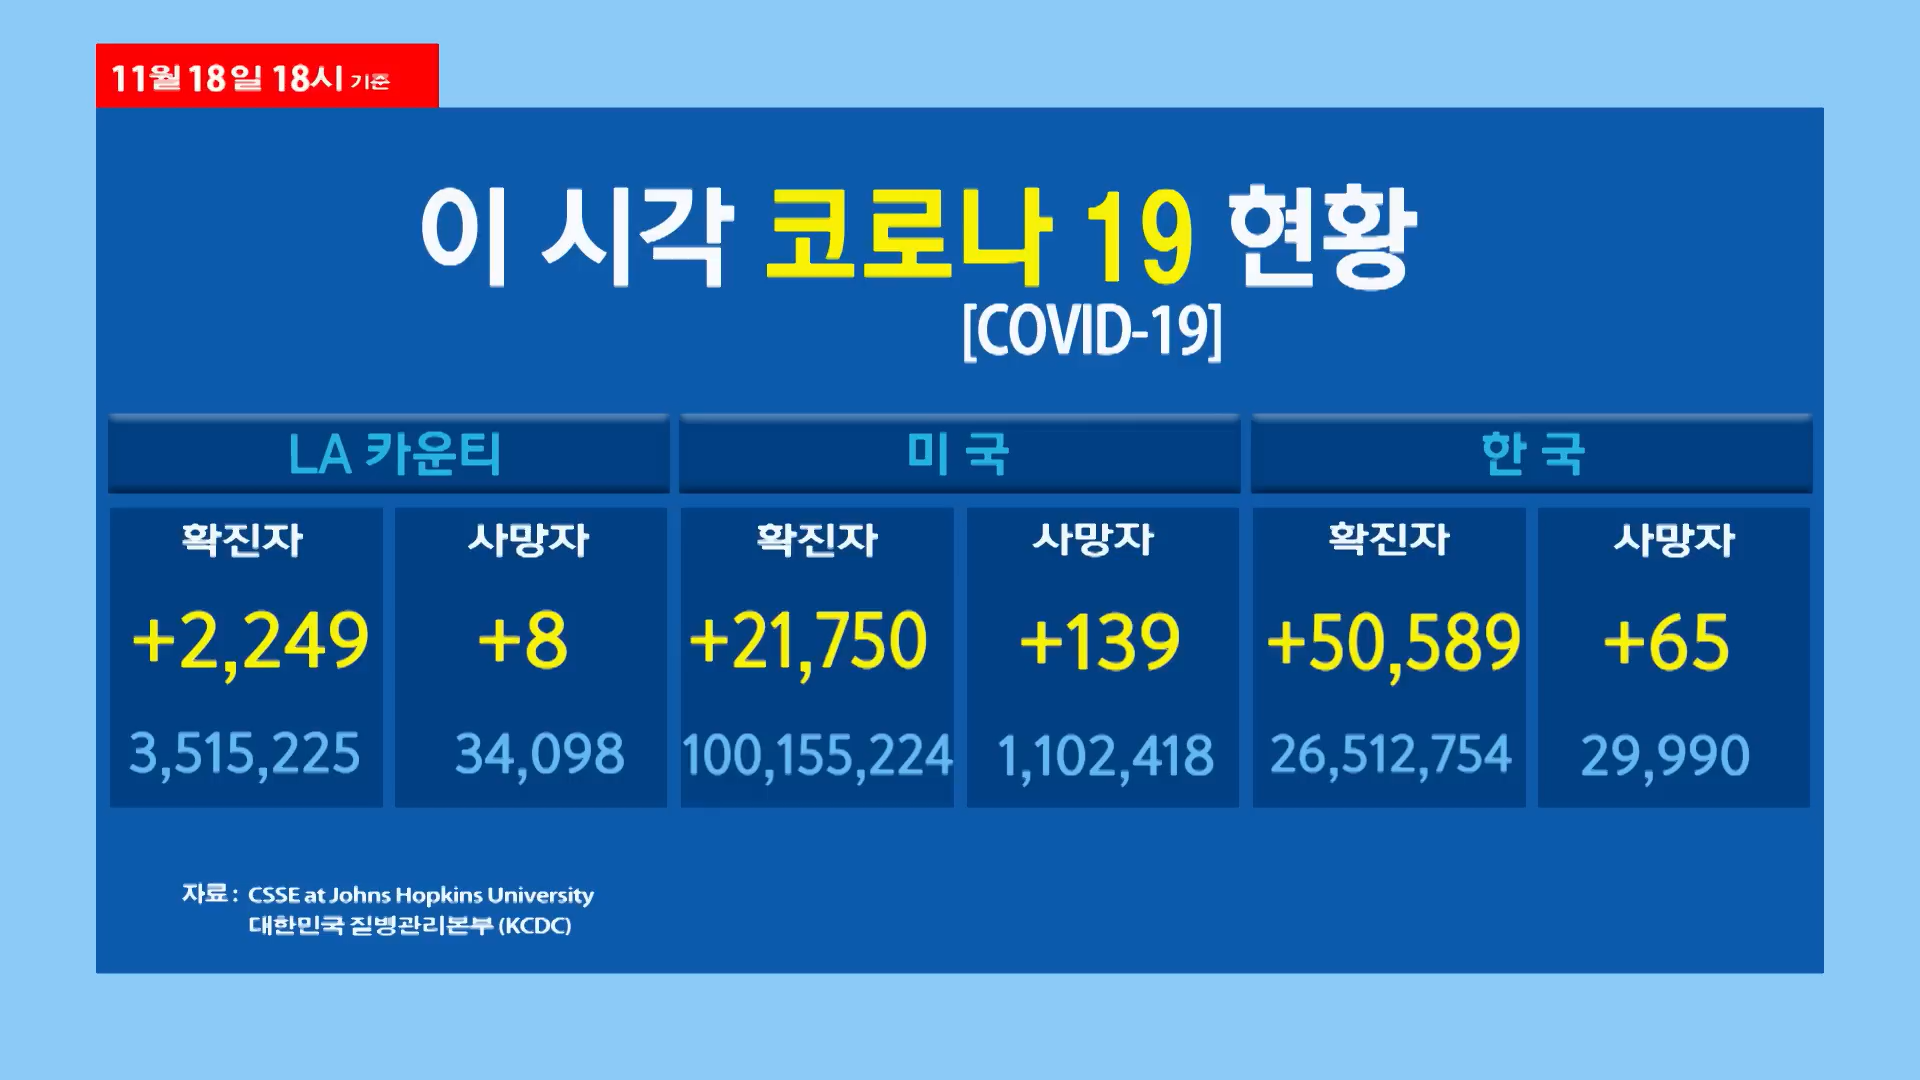 11월 18일 18시 기준
이 시각 코로나 19 현황
[COVID-19]
LA 카운티 미 국 한 국
확진자 사망자 확진자 사망자 확진자 사망자
+2,249 +8 +21,750 +139 +50,589 +65
3,515,225 34,098 100,155,224 1,102,418 26,512,754 29,990
자료 : CSSE at Johns Hopkins University
대한민국 질병관리본부 (KCDC)